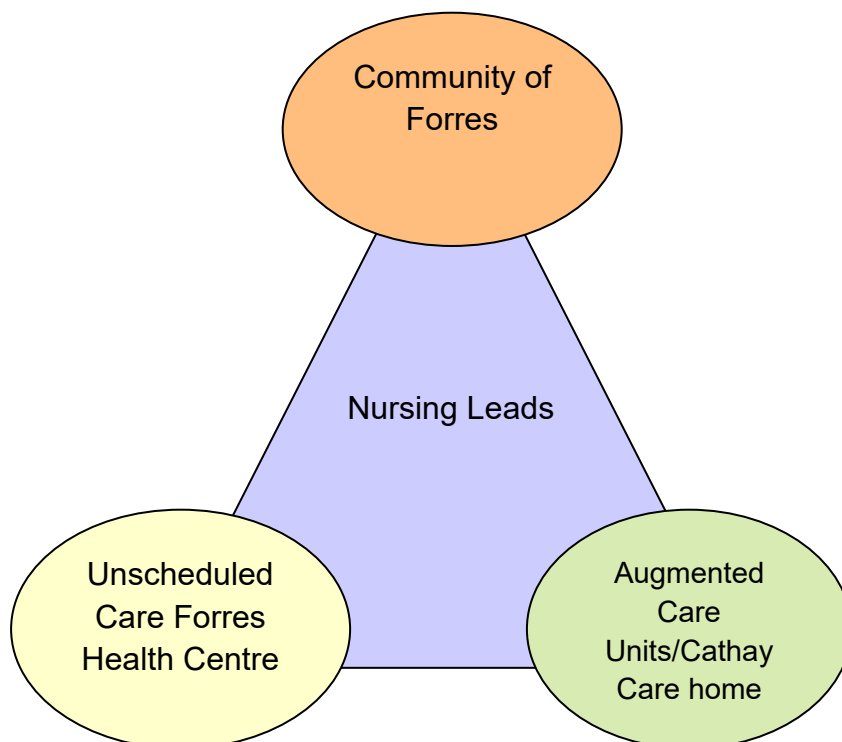 Community of
Forres
Nursing Leads
Unscheduled
Care Forres
Health Centre
Augmented
Care
Units/Cathay
Care home